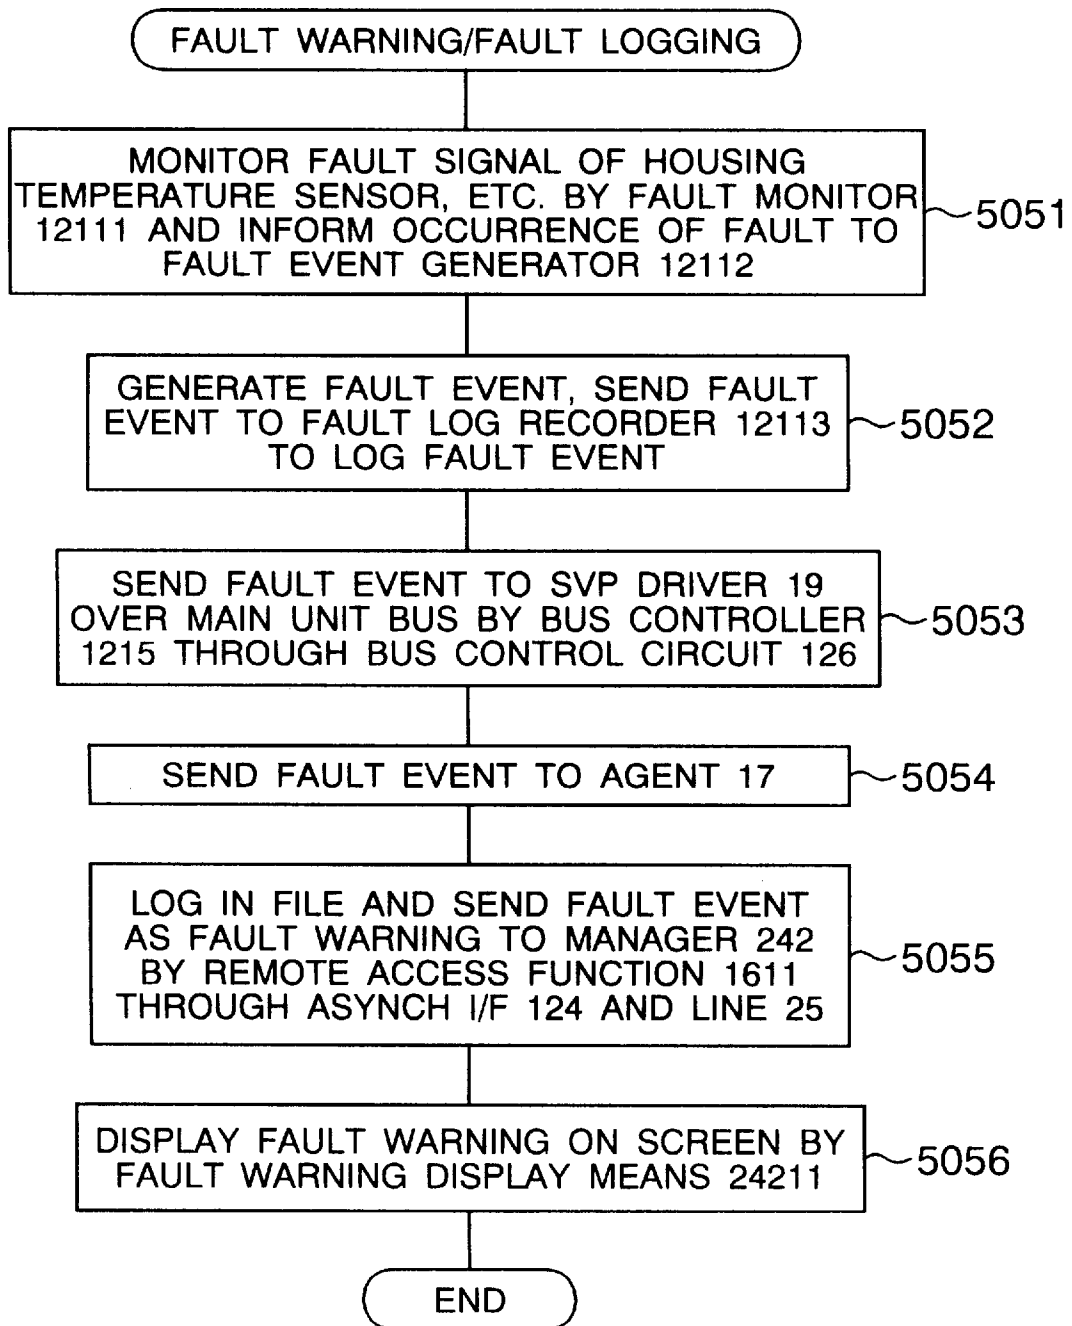 FAULT WARNING/FAULT LOGGING
MONITOR FAULT SIGNAL OF HOUSING
TEMPERATURE SENSOR, ETC. BY FAULT MONITOR
12111 AND INFORM OCCURRENCE OF FAULT TO
FAULT EVENT GENERATOR 12112
5051
GENERATE FAULT EVENT, SEND FAULT
EVENT TO FAULT LOG RECORDER 12113
TO LOG FAULT EVENT
5052
SEND FAULT EVENT TO SVP DRIVER 19
OVER MAIN UNIT BUS BY BUS CONTROLLER
1215 THROUGH BUS CONTROL CIRCUIT 126
5053
SEND FAULT EVENT TO AGENT 17
5054
LOG IN FILE AND SEND FAULT EVENT
AS FAULT WARNING TO MANAGER 242
BY REMOTE ACCESS FUNCTION 1611
THROUGH ASYNCH I/F 124 AND LINE 25
5055
DISPLAY FAULT WARNING ON SCREEN BY
FAULT WARNING DISPLAY MEANS 24211
5056
END